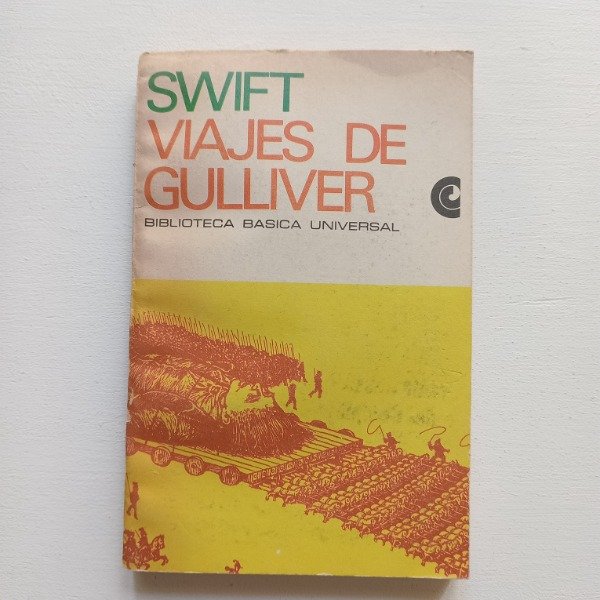 SWIFT
VIAJES DE
GULLIVER
BIBLIOTECA BASICA UNIVERSAL